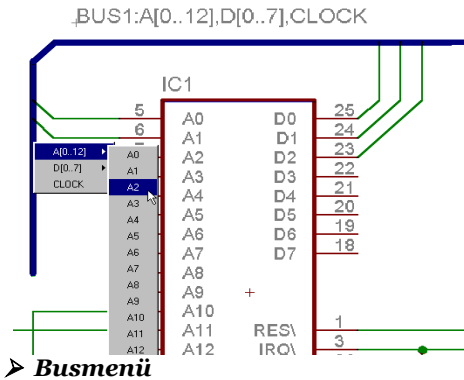 BUS1:A[0..12],D[0..7],CLOCK
IC1
5 A0 D0 25
6 A1 D1 24
A2 D2 23
A3 D3 22
A4 D4 21
A5 D5 20
A6 D6 19
A7 D7 18
A8
A9
A10
A11 RES\ 1
A12 IRQ\ 3
A[0..12]
D[0..7]
CLOCK
A0
A1
A2
A3
A4
A5
A6
A7
A8
A9
A10
A11
A12
➢ Busmenü